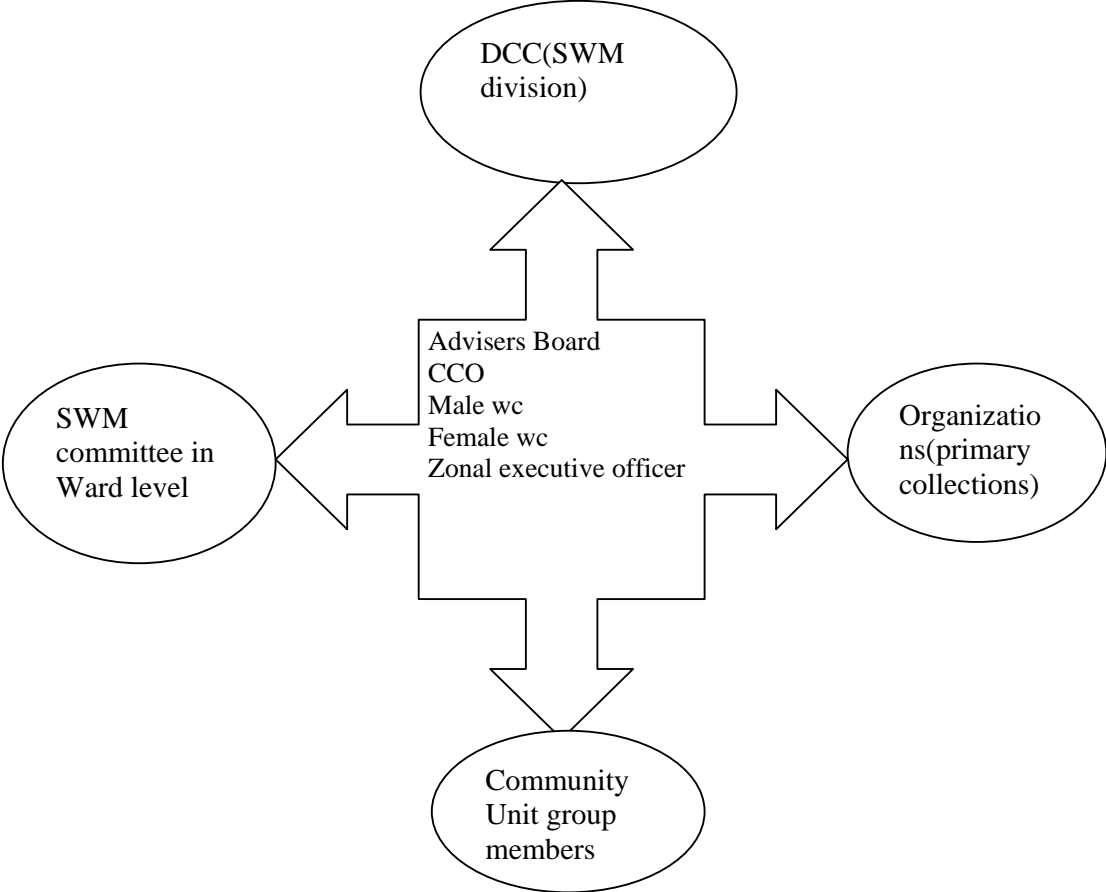 DCC(SWM
division)
Advisers Board
CCO
Male wc
Female wc
Zonal executive officer
SWM
committee in
Ward level
Organizatio
ns(primary
collections)
Community
Unit group
members